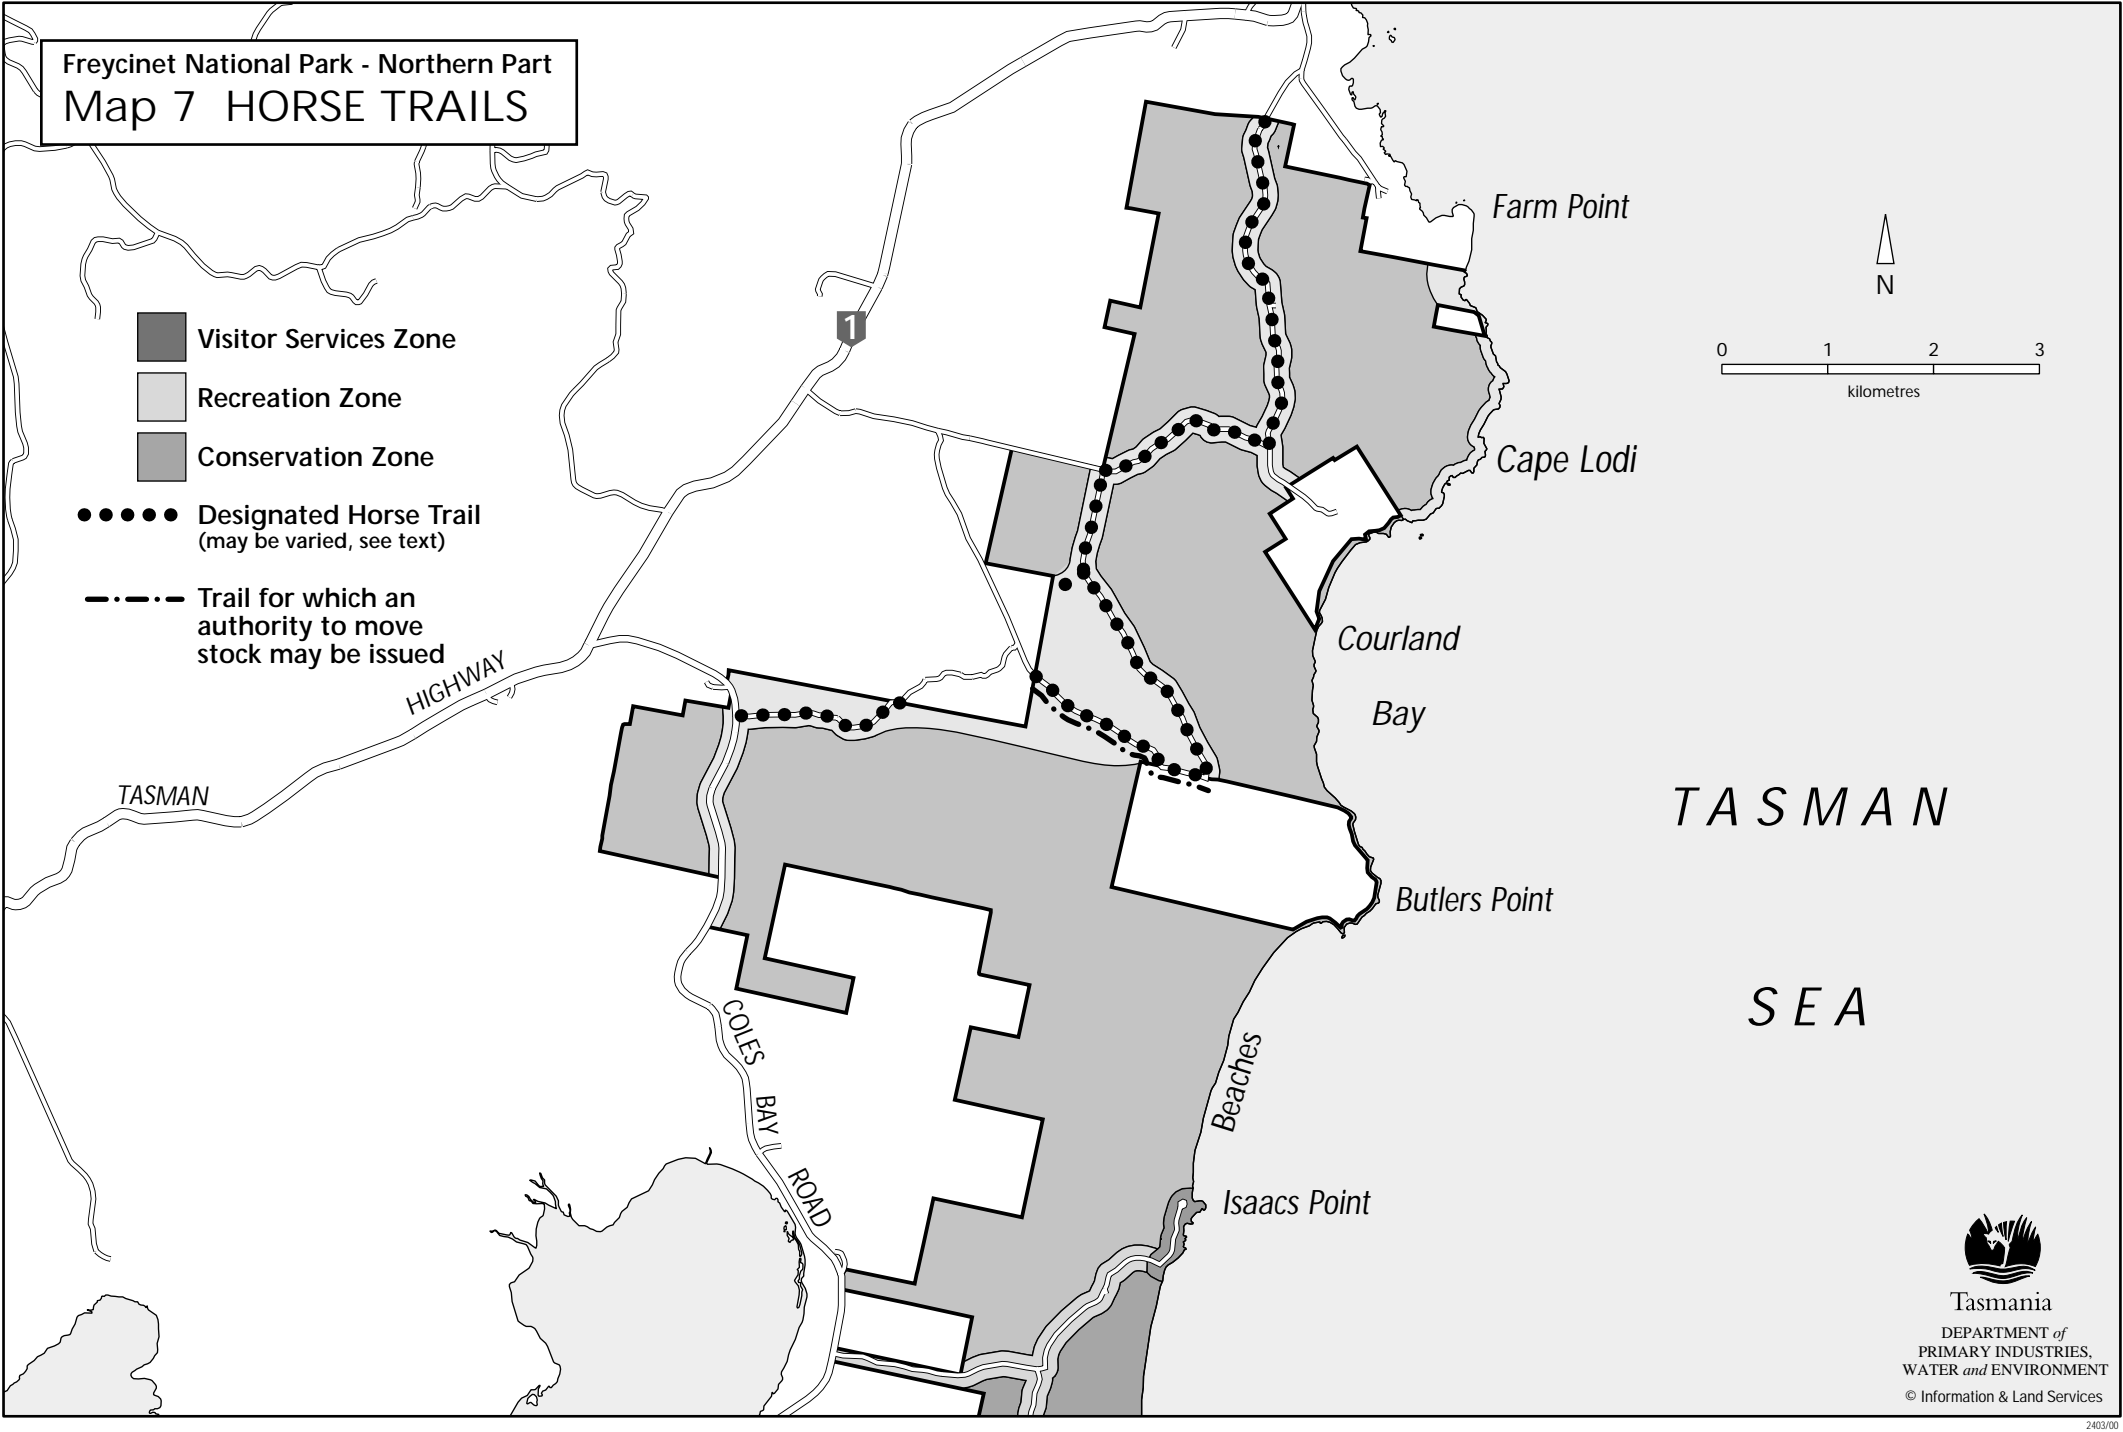 Freycinet National Park - Northern Part
Map 7 HORSE TRAILS
Farm Point
N
1
Visitor Services Zone
0 1 2 3
kilometres
Recreation Zone
Conservation Zone
Cape Lodi
Designated Horse Trail
(may be varied, see text)
Trail for which an
authority to move
stock may be issued
Courland
Bay
HIGHWAY
TASMAN
TASMAN
SEA
Butlers Point
COLES BAY ROAD
Beaches
Isaacs Point
Tasmania
DEPARTMENT of
PRIMARY INDUSTRIES,
WATER and ENVIRONMENT
© Information & Land Services
2403/00